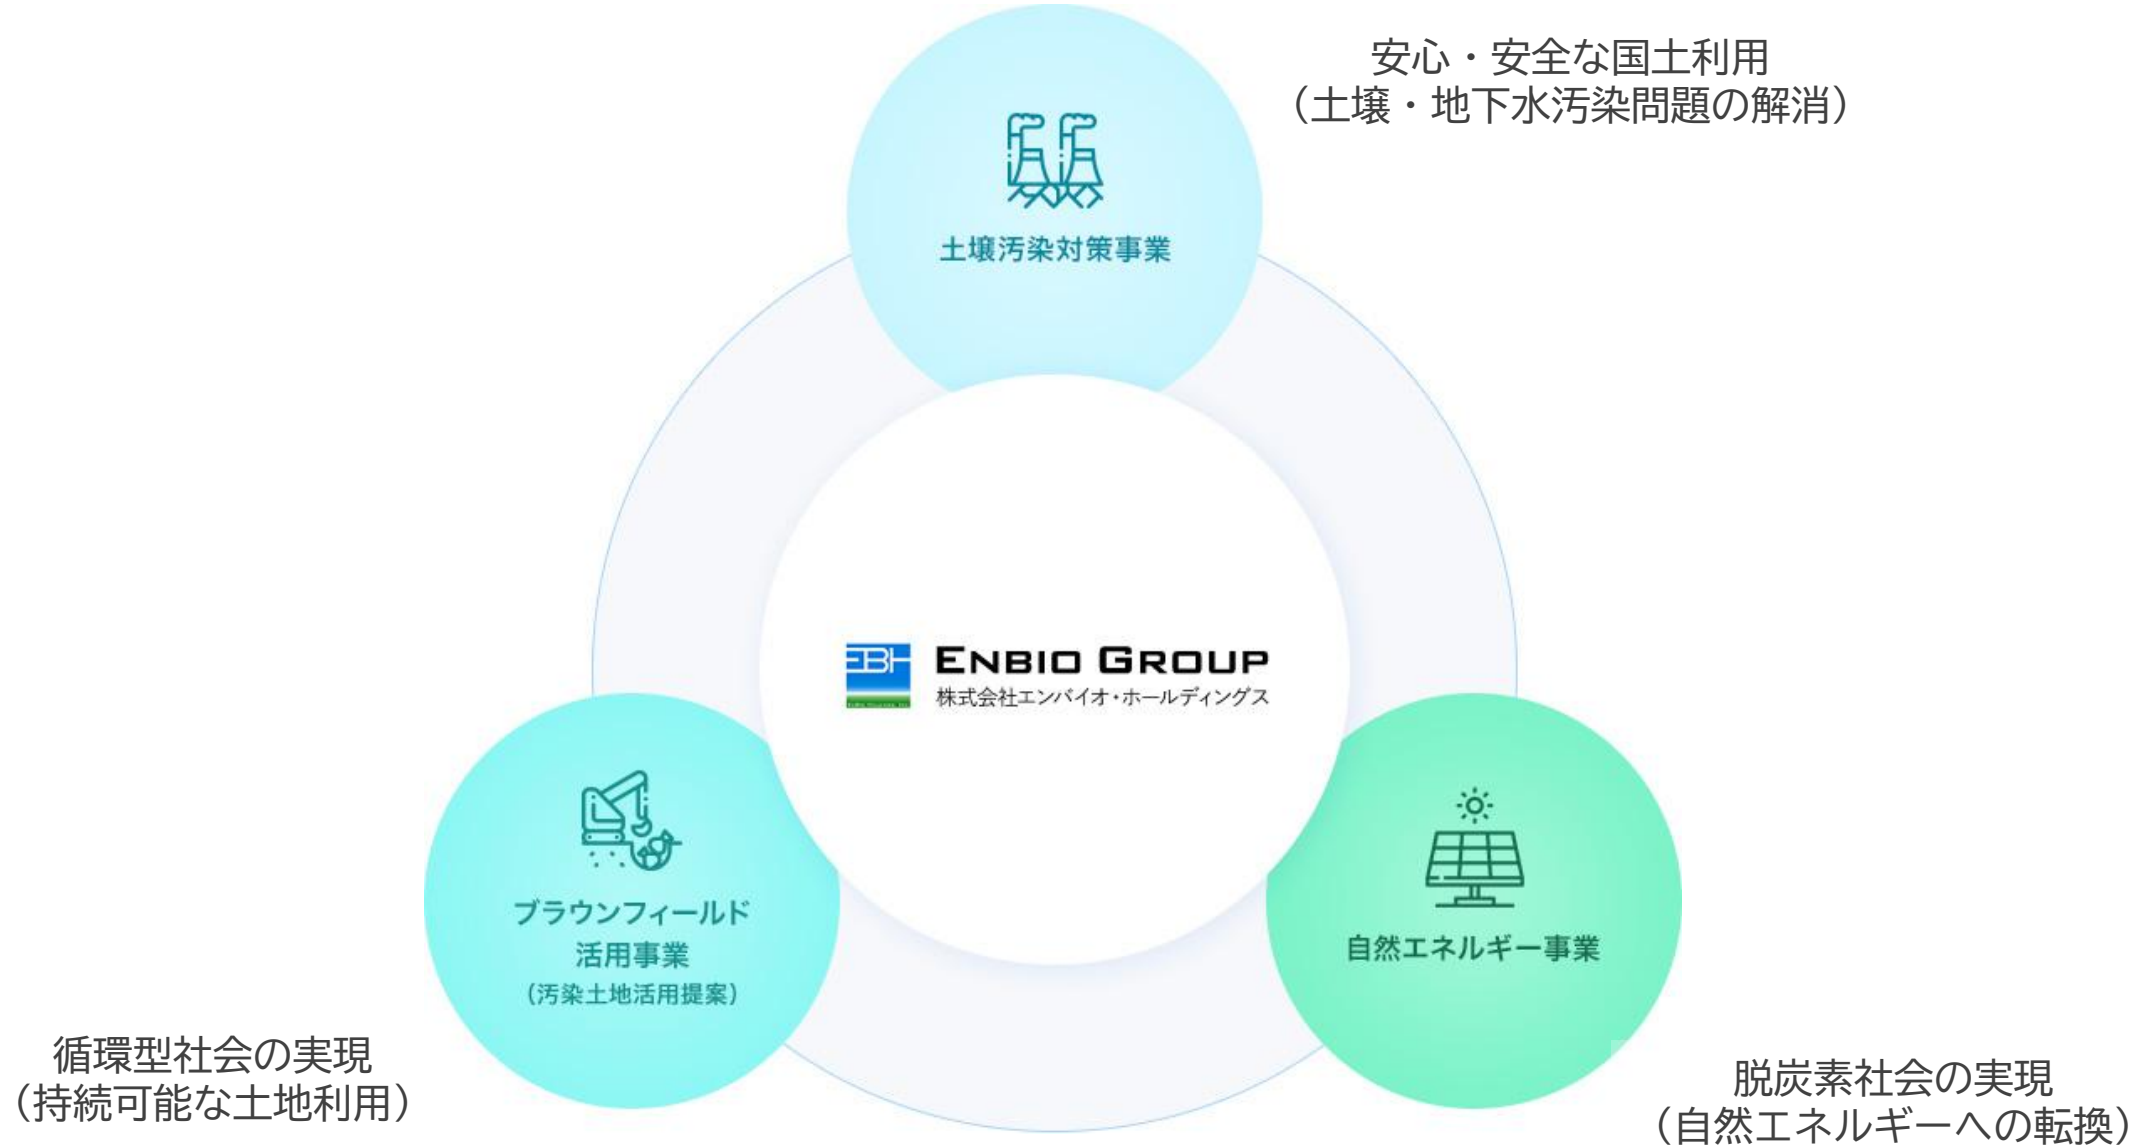 安心・安全な国土利用
（土壌・地下水汚染問題の解消）
土壌汚染対策事業
EBH
ENBIO GROUP
株式会社エンバイオ・ホールディングス
ブラウンフィールド
活用事業
（汚染土地活用提案）
自然エネルギー事業
循環型社会の実現
（持続可能な土地利用）
脱炭素社会の実現
（自然エネルギーへの転換）